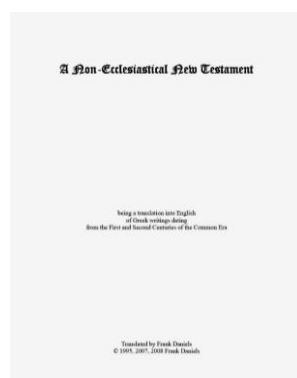 A Non-Ecclesiastical New Testament
being a translation into English
of Greek writings dating
from the First and Second Centuries of the Common Era
Translated by Frank Daniels
© 1995, 2007, 2008 Frank Daniels